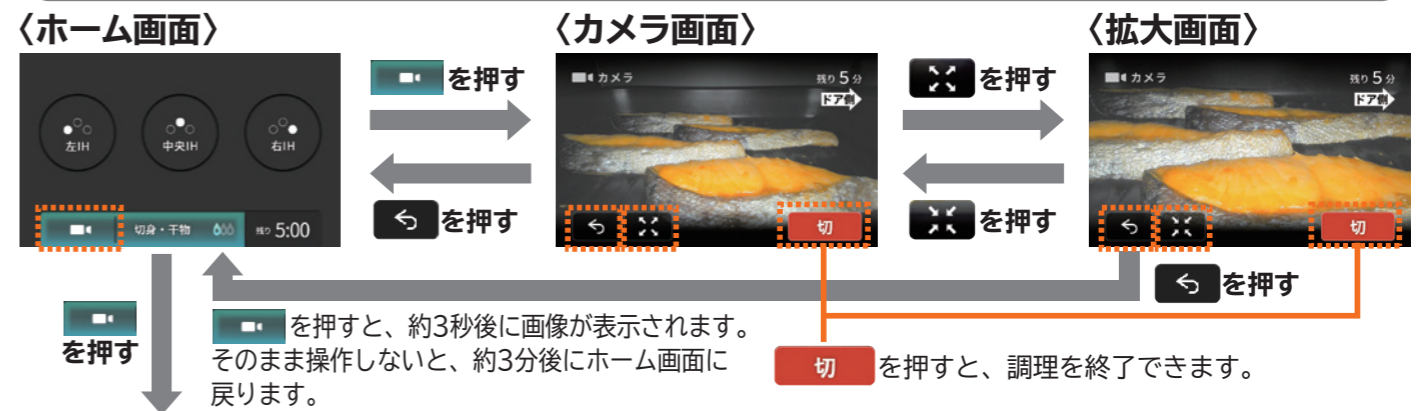 〈ホーム画面〉
〈カメラ画面〉
〈拡大画面〉
左IH
中央IH
右IH
切身・干物
残り 5:00
を押す
を押す
カメラ
残り 5 分
ドア側
切
を押す
を押す
カメラ
残り 5 分
ドア側
切
を押す
を押す
を押すと、約3秒後に画像が表示されます。
そのまま操作しないと、約3分後にホーム画面に
戻ります。
切 を押すと、調理を終了できます。